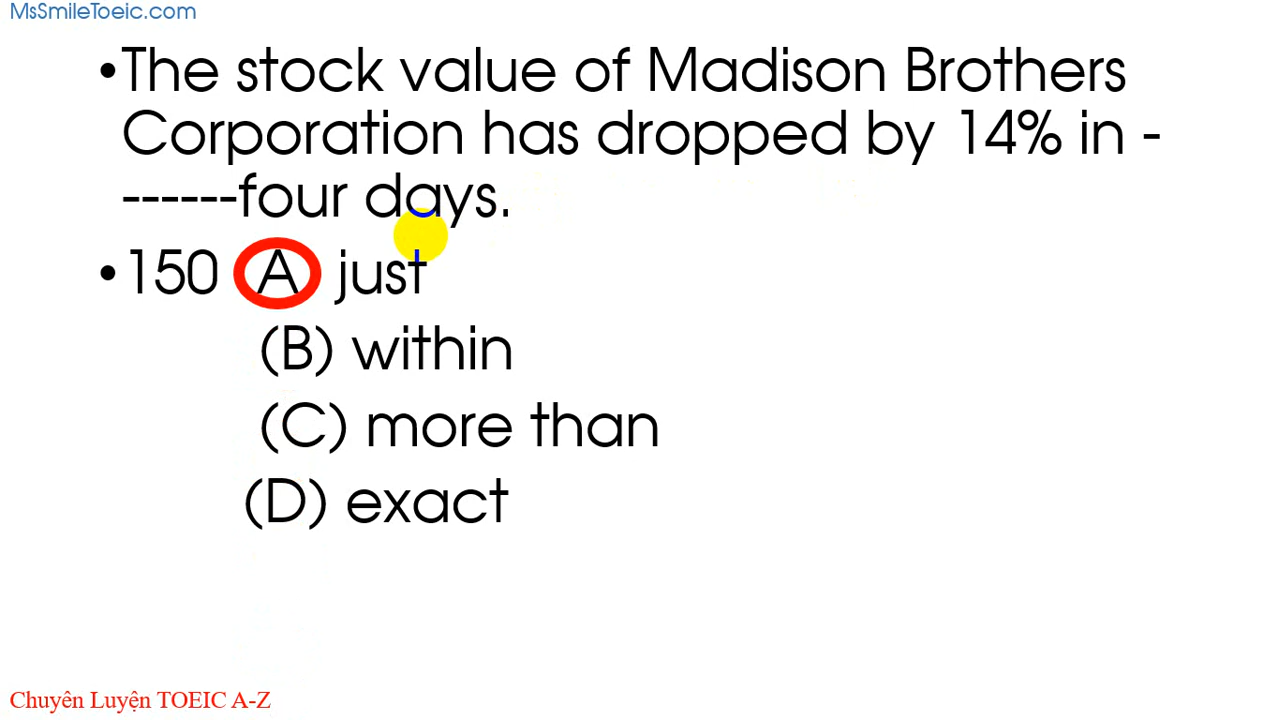 MsSmileToeic.com
•The stock value of Madison Brothers
Corporation has dropped by 14% in -
------four days.
•150 A just
(B) within
(C) more than
(D) exact
Chuyên Luyện TOEIC A-Z